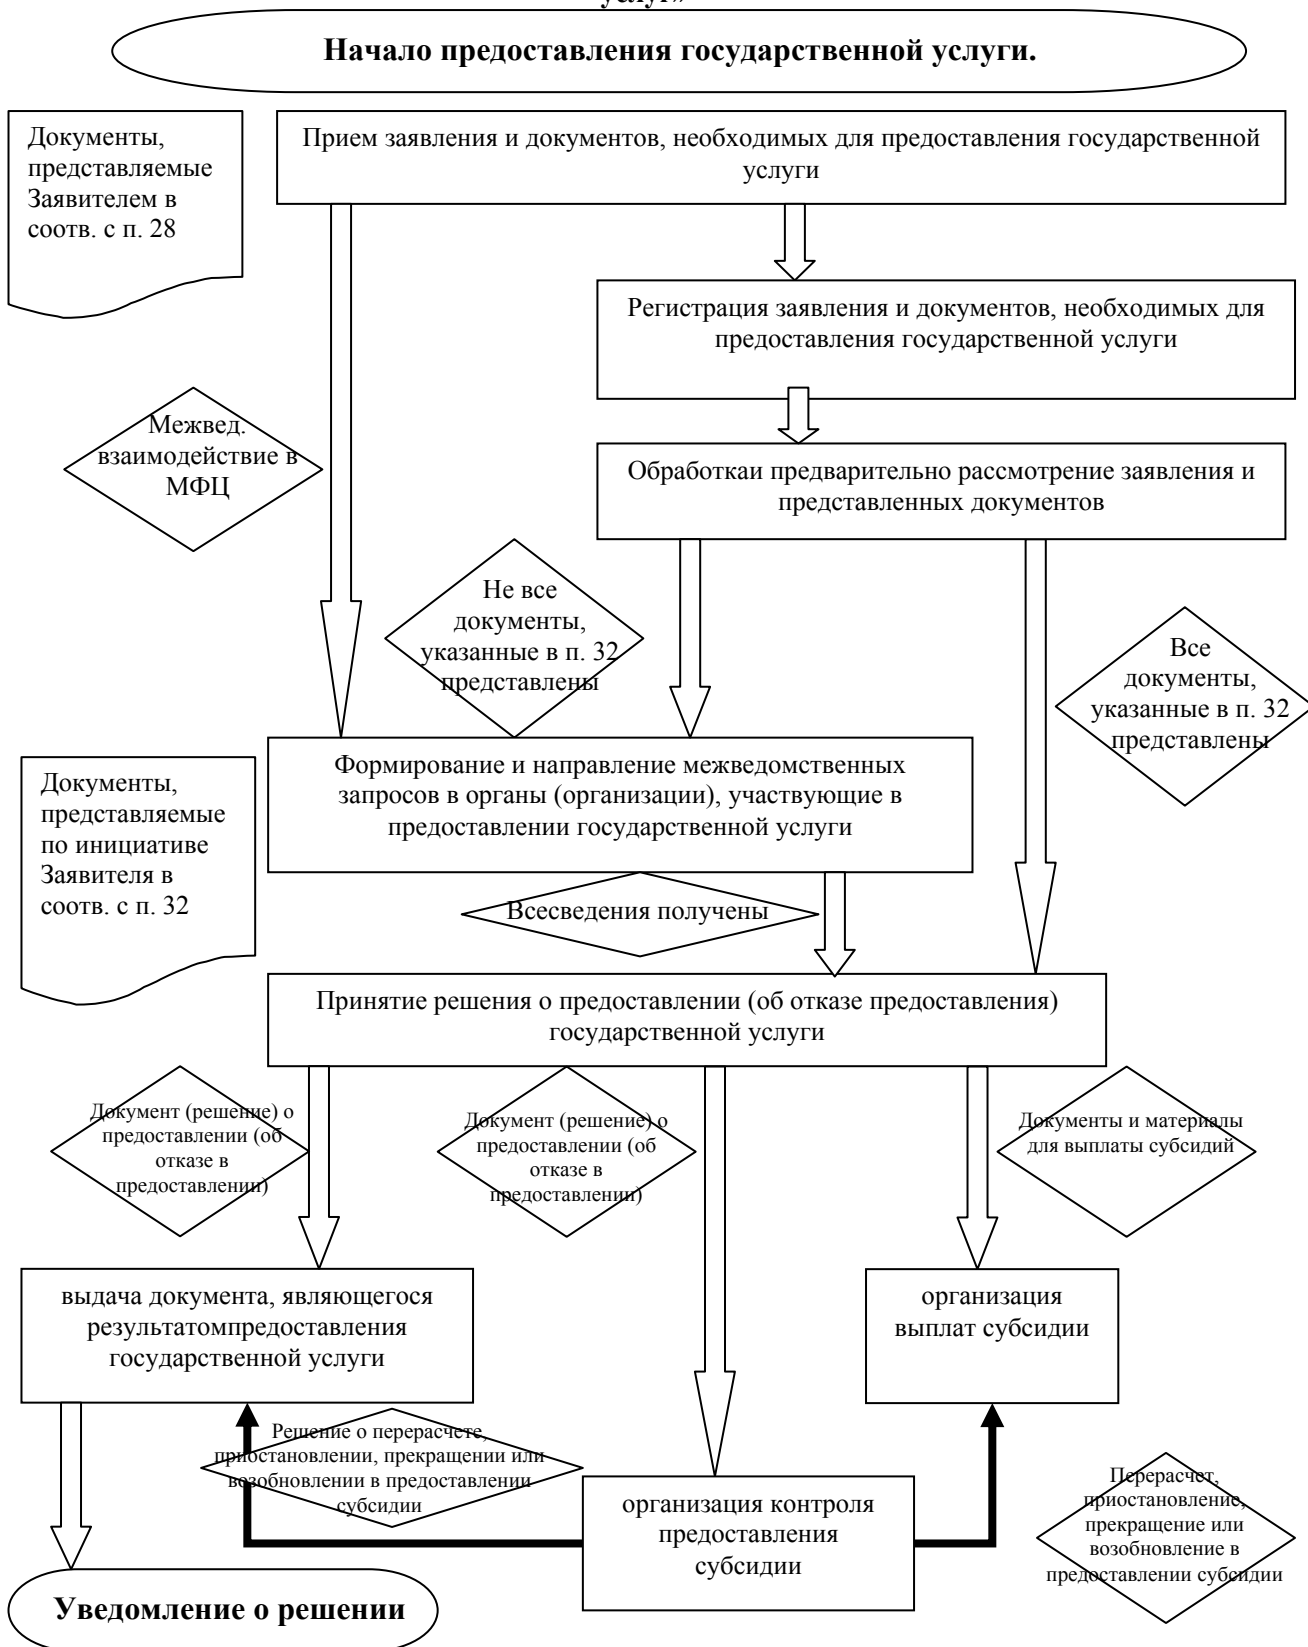 услуг»
Начало предоставления государственной услуги.
Документы,
представляемые
Заявителем в
соотв. с п. 28
Прием заявления и документов, необходимых для предоставления государственной
услуги
Регистрация заявления и документов, необходимых для
предоставления государственной услуги
Межвед.
взаимодействие в
МФЦ
Обработкаи предварительно рассмотрение заявления и
представленных документов
Не все
документы,
указанные в п. 32
представлены
Все
документы,
указанные в п. 32
представлены
Документы,
представляемые
по инициативе
Заявителя в
соотв. с п. 32
Формирование и направление межведомственных
запросов в органы (организации), участвующие в
предоставлении государственной услуги
Всесведения получены
Принятие решения о предоставлении (об отказе предоставления)
государственной услуги
Документ (решение) о
предоставлении (об
отказе в
предоставлении)
Документ (решение) о
предоставлении (об
отказе в
предоставлении)
Документы и материалы
для выплаты субсидий
выдача документа, являющегося
результатомпредоставления
государственной услуги
организация
выплат субсидии
Решение о перерасчете,
приостановлении, прекращении или
возобновлении в предоставлении
субсидии
организация контроля
предоставления
субсидии
Перерасчет,
приостановление,
прекращение или
возобновление в
предоставлении субсидии
Уведомление о решении